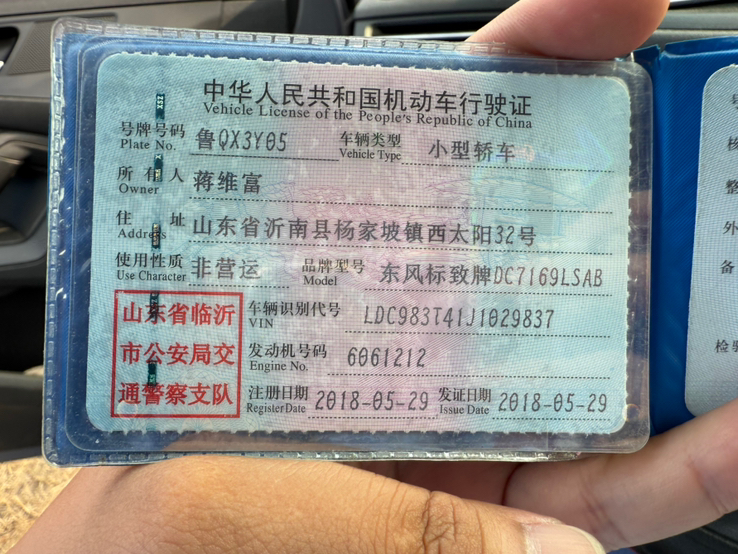 中华人民共和国机动车行驶证
Vehicle License of the People's Republic of China
号牌号码 鲁QX3Y05 车辆类型 小型轿车
Plate No. Vehicle Type
所有人 蒋维富
Owner
住址 山东省沂南县杨家坡镇西太阳32号
Address
使用性质 非营运 品牌型号 东风标致牌DC7169LSAB
Use Character Model
山东省临沂
市公安局交
通警察支队
车辆识别代号 LDC983T41J1029837
VIN
发动机号码 6061212
Engine No.
注册日期 2018-05-29 发证日期 2018-05-29
Register Date Issue Date
号
核
整
外
备
检验